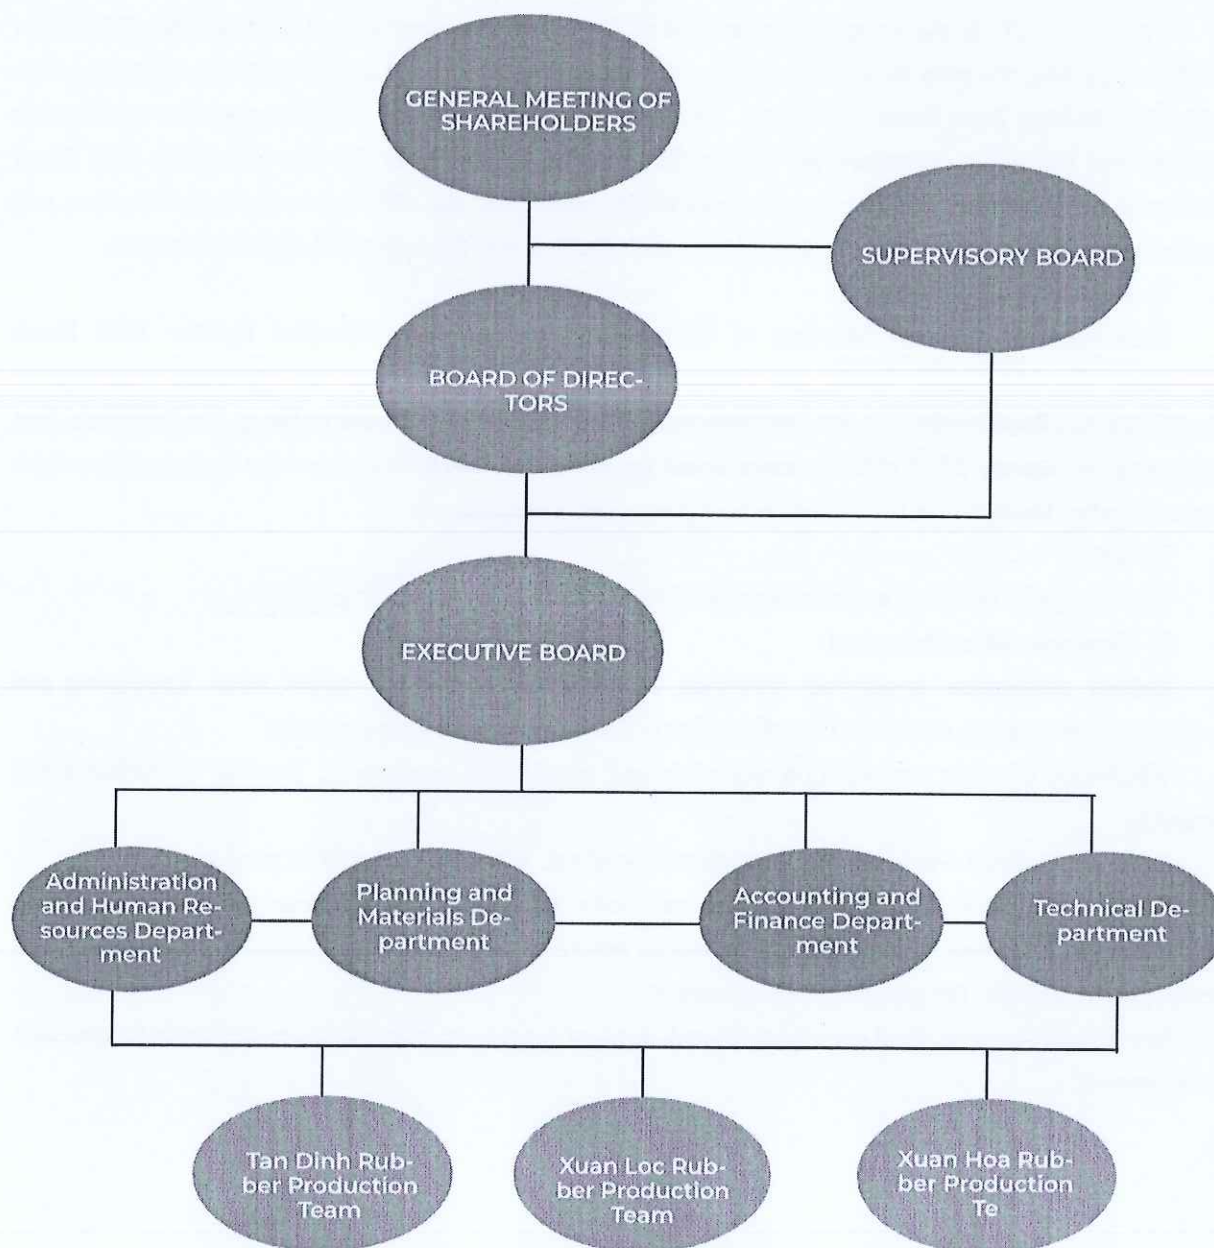 GENERAL MEETING OF
SHAREHOLDERS
SUPERVISORY BOARD
BOARD OF DIREC-
TORS
EXECUTIVE BOARD
Administration
and Human Re-
sources Depart-
ment
Planning and
Materials De-
partment
Accounting and
Finance Depart-
ment
Technical De-
partment
Tan Dinh Rub-
ber Production
Team
Xuan Loc Rub-
ber Production
Team
Xuan Hoa Rub-
ber Production
Te